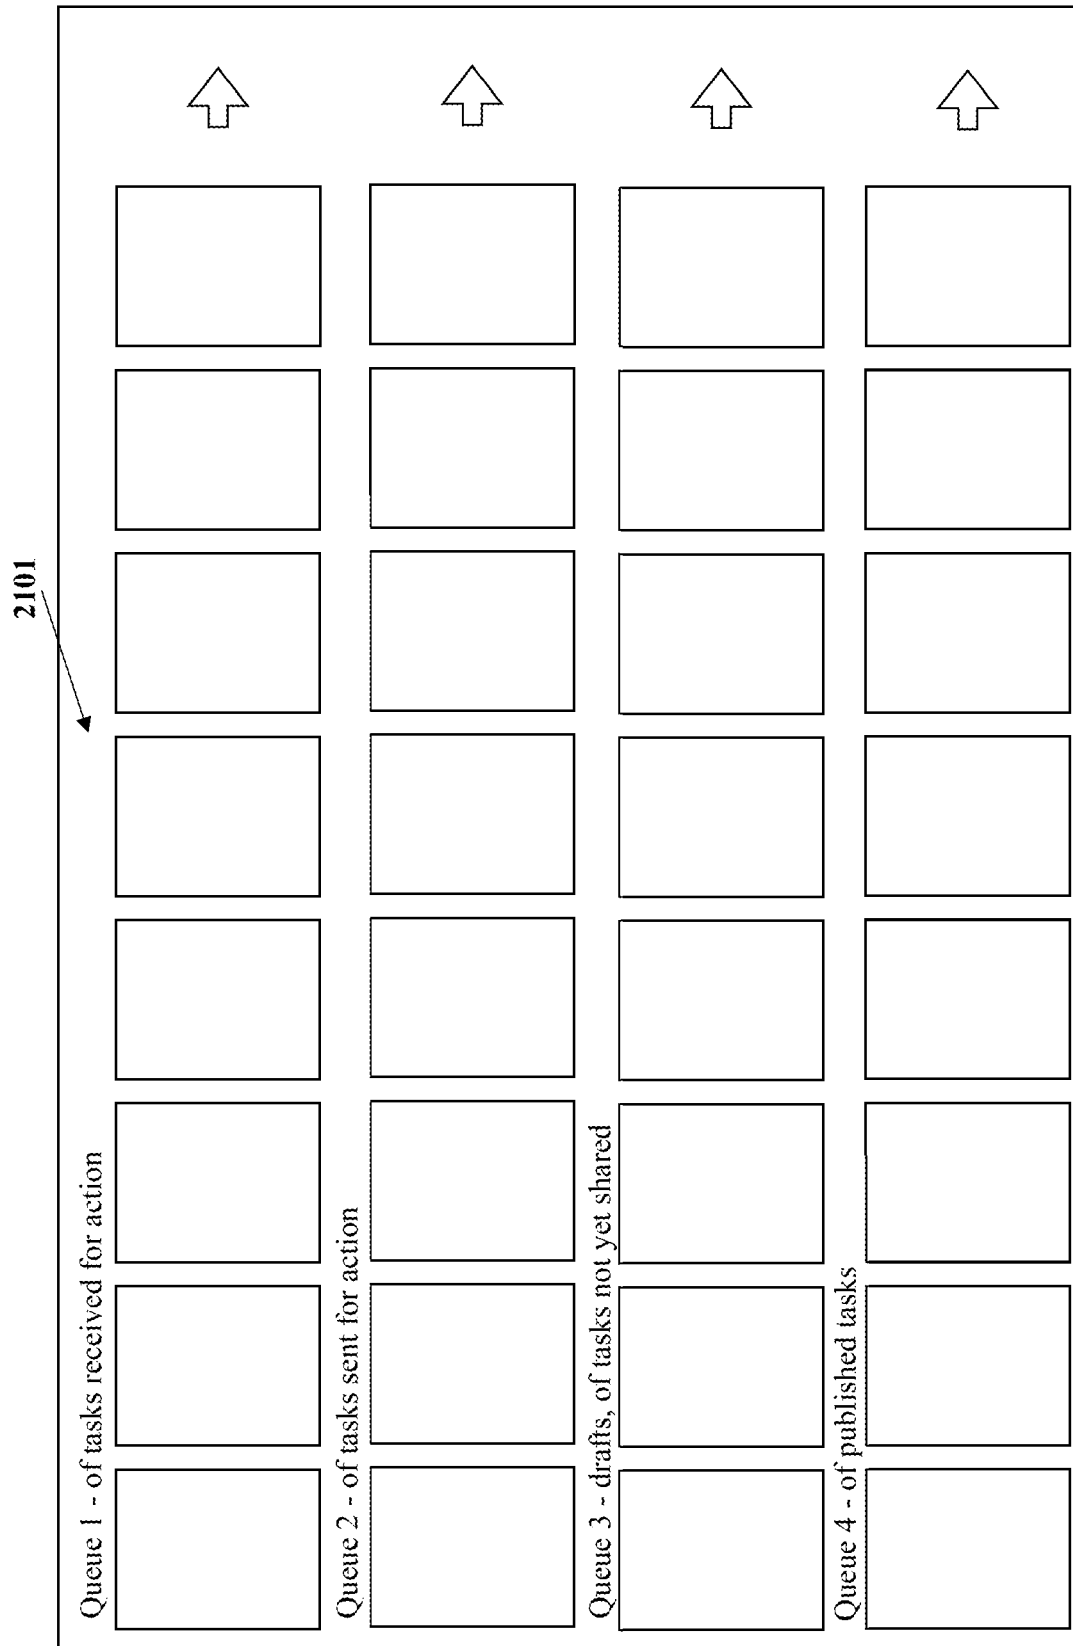 2101
Queue 1 - of tasks received for action
Queue 2 - of tasks sent for action
Queue 3 - drafts, of tasks not yet shared
Queue 4 - of published tasks